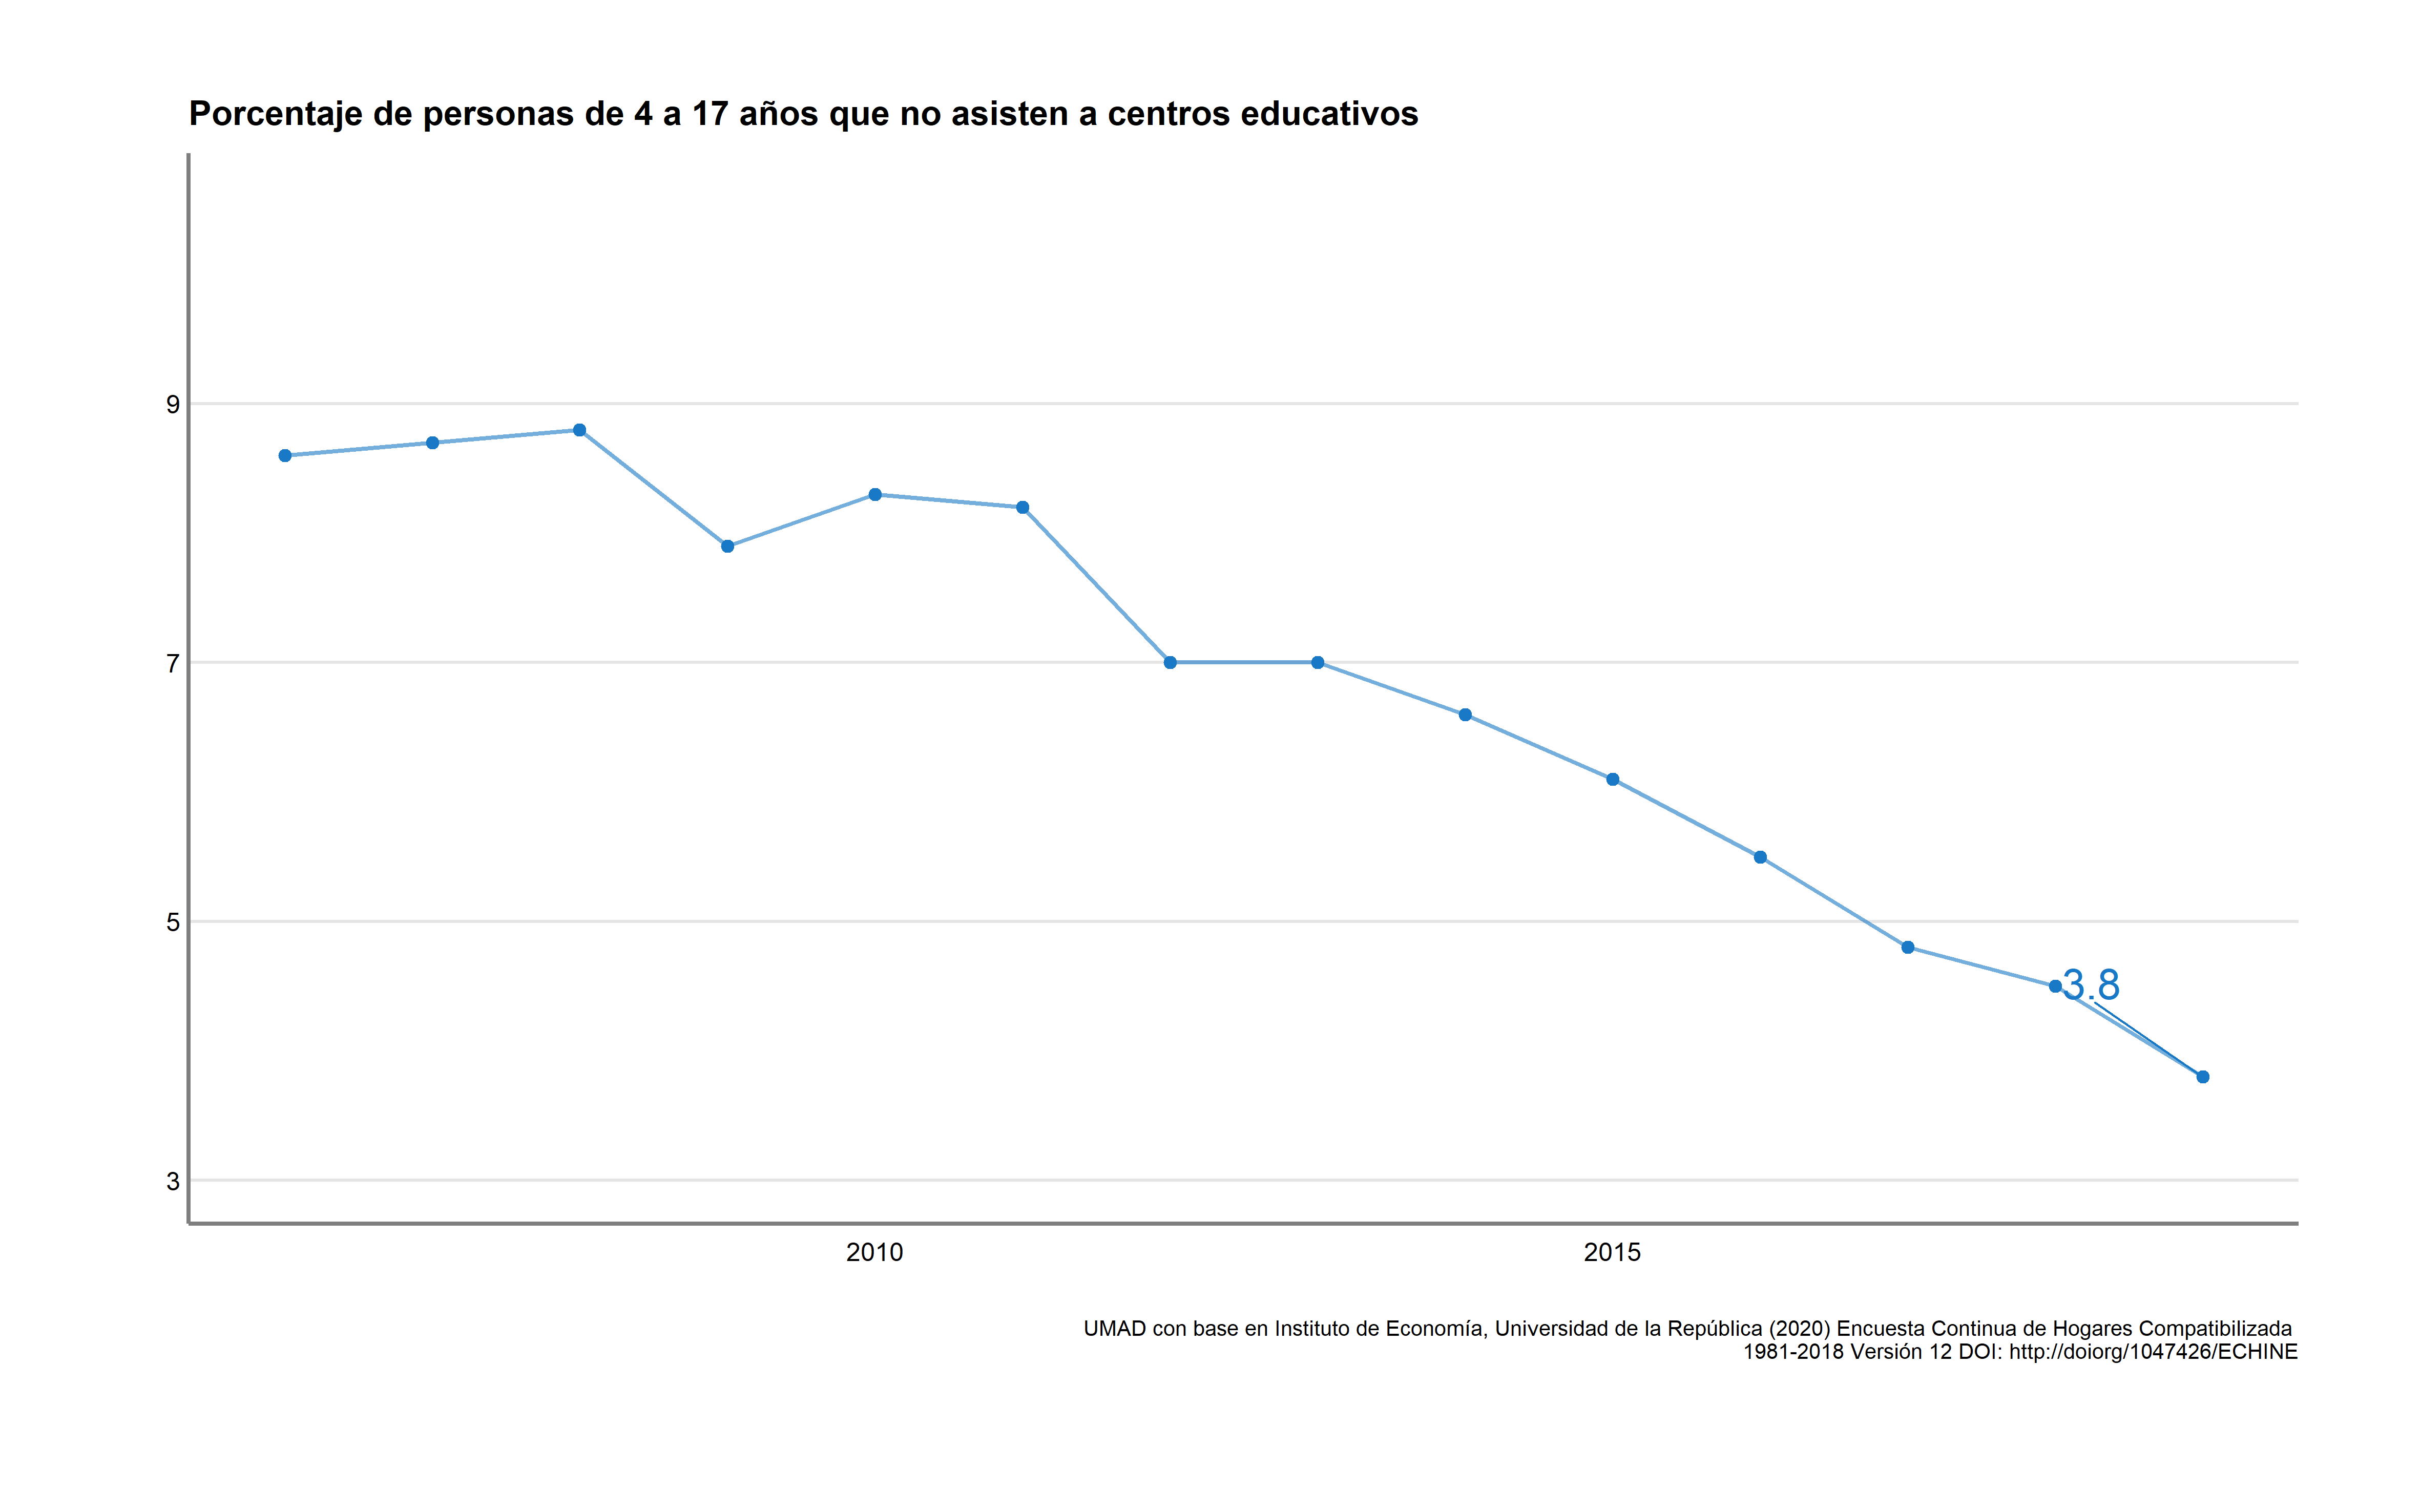 Porcentaje de personas de 4 a 17 años que no asisten a centros educativos
9
7
5
3.8
3
2010 2015
UMAD con base en Instituto de Economía, Universidad de la República (2020) Encuesta Continua de Hogares Compatibilizada
1981-2018 Versión 12 DOI: http://doiorg/1047426/ECHINE